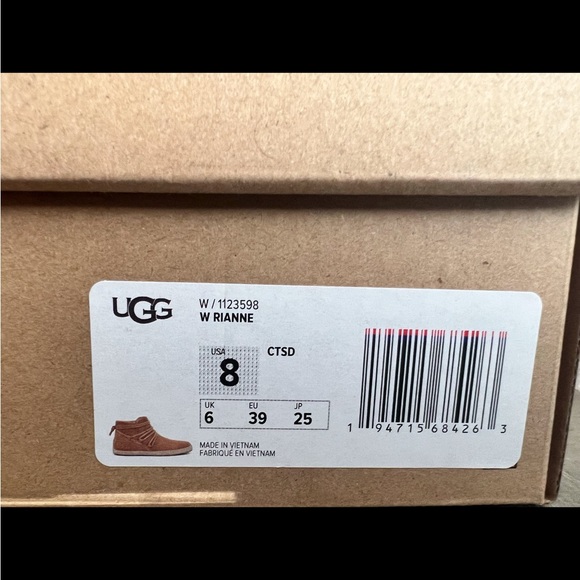 UGG
W / 1123598
W RIANNE
USA
8
CTSD
UK EU JP
6 39 25
1 94715 68426 3
MADE IN VIETNAM
FABRIQUÉ EN VIETNAM